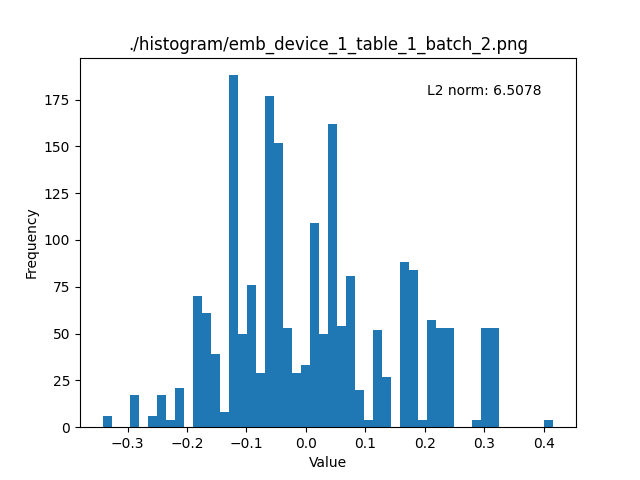 ./histogram/emb_device_1_table_1_batch_2.png
L2 norm: 6.5078
Frequency
175
150
125
100
75
50
25
0
−0.3 −0.2 −0.1 0.0 0.1 0.2 0.3 0.4
Value